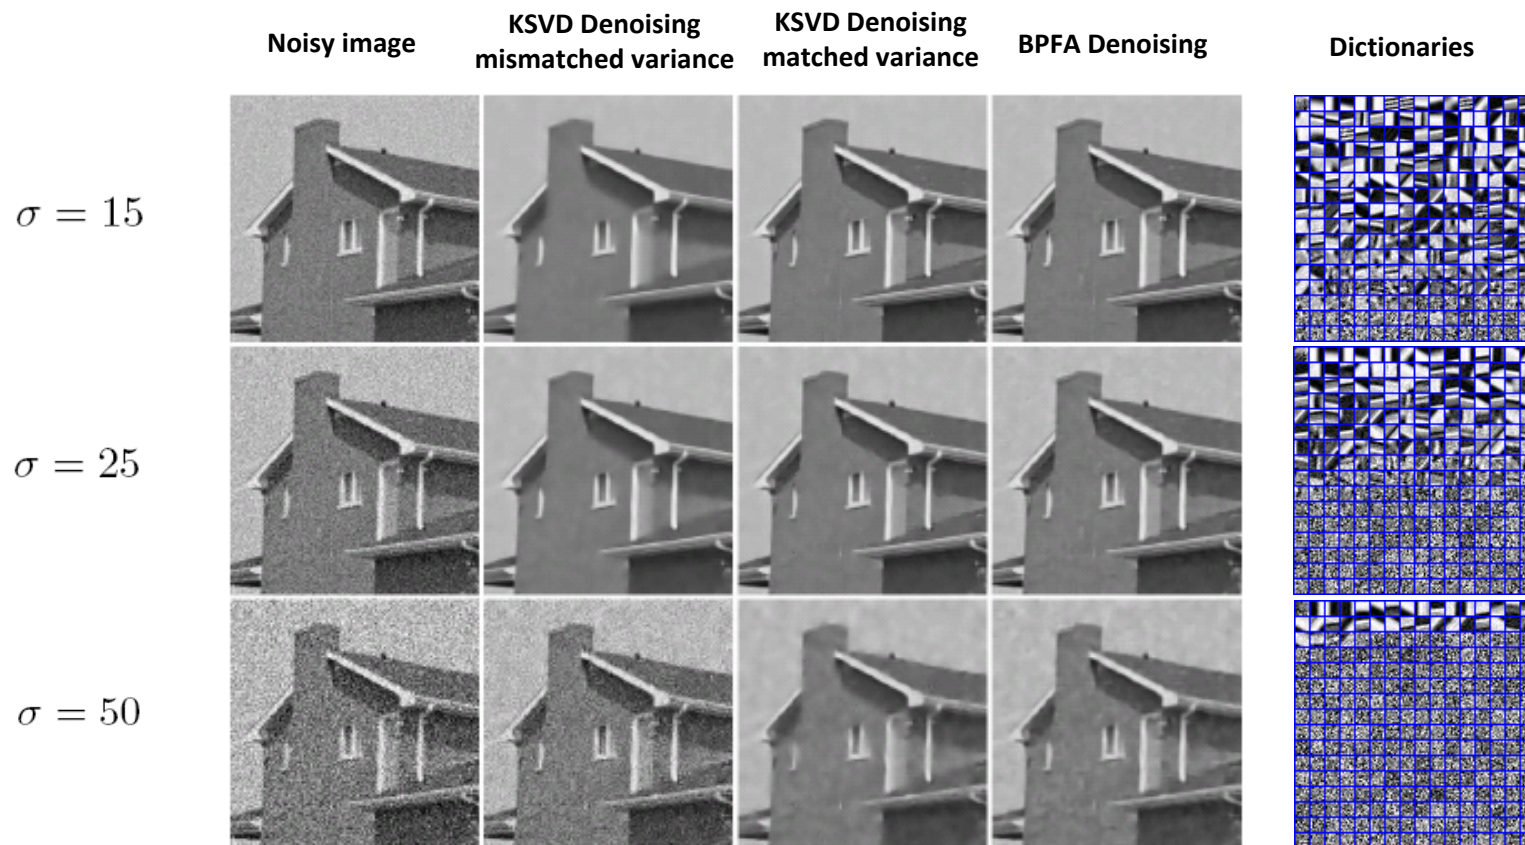 Noisy image
KSVD Denoising
mismatched variance
KSVD Denoising
matched variance
BPFA Denoising
Dictionaries
σ = 15
σ = 25
σ = 50